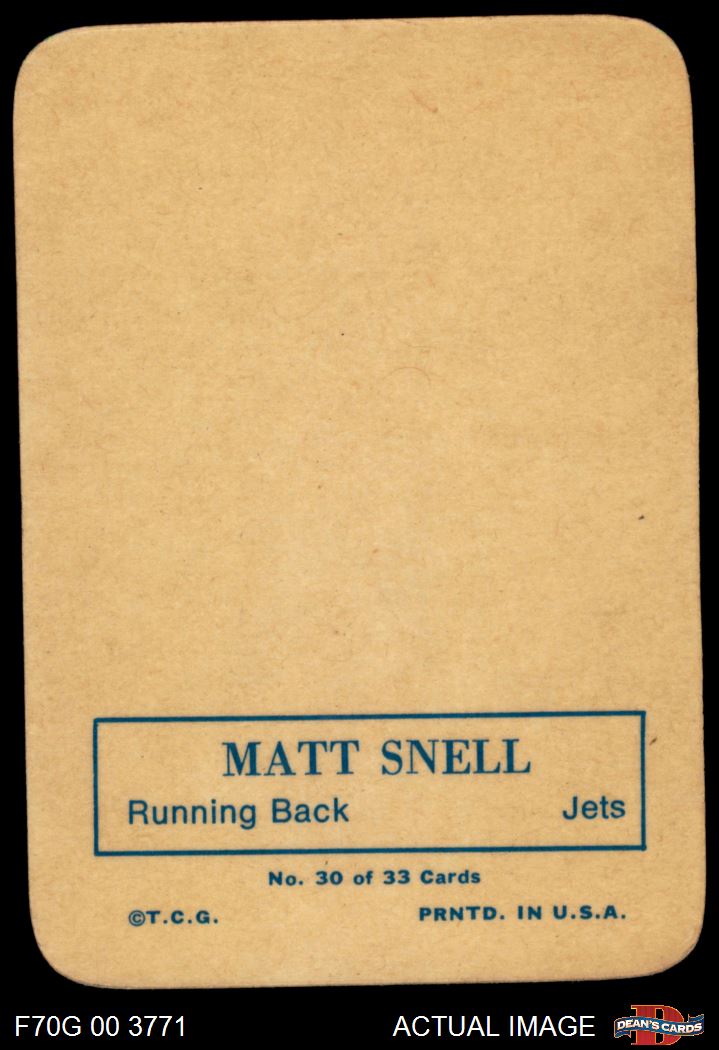 MATT SNELL
Running Back Jets
No. 30 of 33 Cards
©T.C.G. PRNTD. IN U.S.A.
F70G 00 3771 ACTUAL IMAGE DEAN'S CARDS